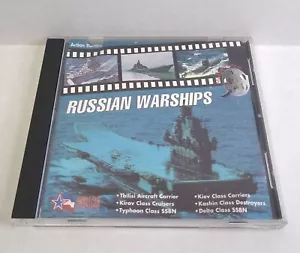 RUSSIAN WARSHIPS
•Tbilisi Aircraft Carrier
•Kirov Class Cruisers
•Typhoon Class SSBN
•Kiev Class Carriers
•Kashin Class Destroyers
•Delta Class SSBN